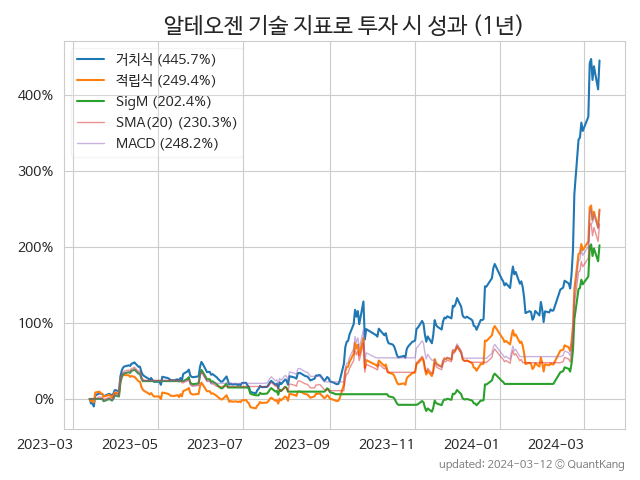 알테오젠 기술 지표로 투자 시 성과 (1년)
거치식 (445.7%)
적립식 (249.4%)
SigM (202.4%)
SMA(20) (230.3%)
MACD (248.2%)
400%
300%
200%
100%
0%
2023-03 2023-05 2023-07 2023-09 2023-11 2024-01 2024-03
updated: 2024-03-12 © QuantKang